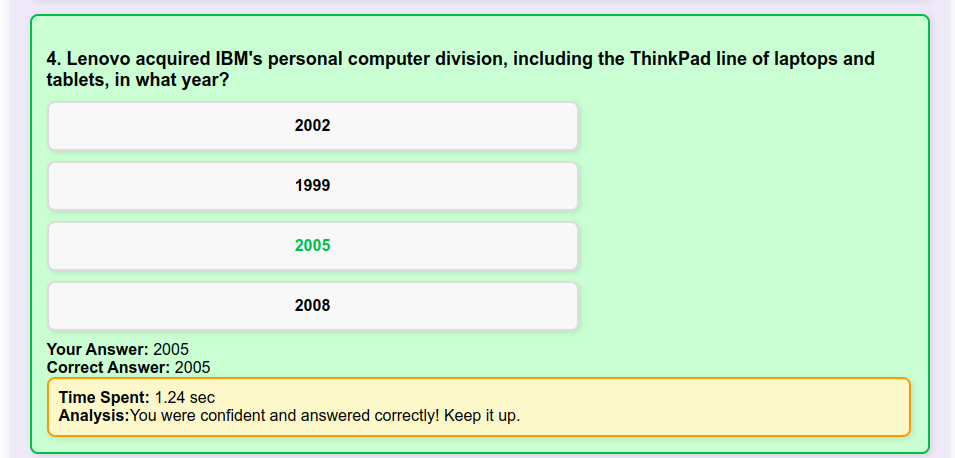 4. Lenovo acquired IBM's personal computer division, including the ThinkPad line of laptops and
tablets, in what year?
2002
1999
2005
2008
Your Answer: 2005
Correct Answer: 2005
Time Spent: 1.24 sec
Analysis:You were confident and answered correctly! Keep it up.